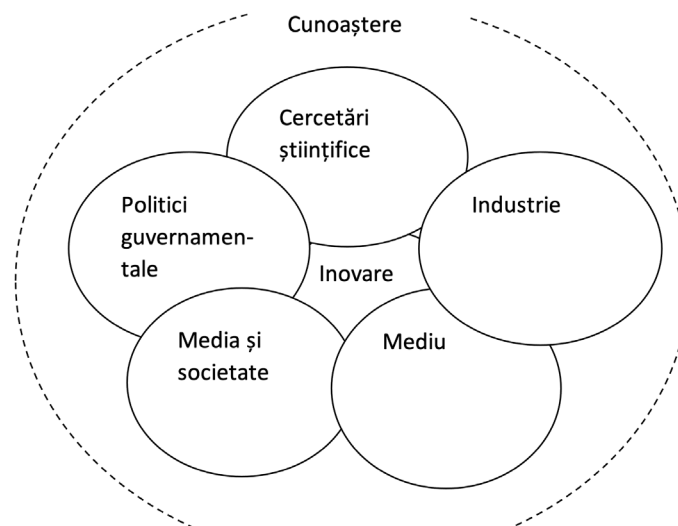 Cunoaștere
Cercetări
științifice
Politici
guvernamen-
tale
Industrie
Inovare
Media și
societate
Mediu